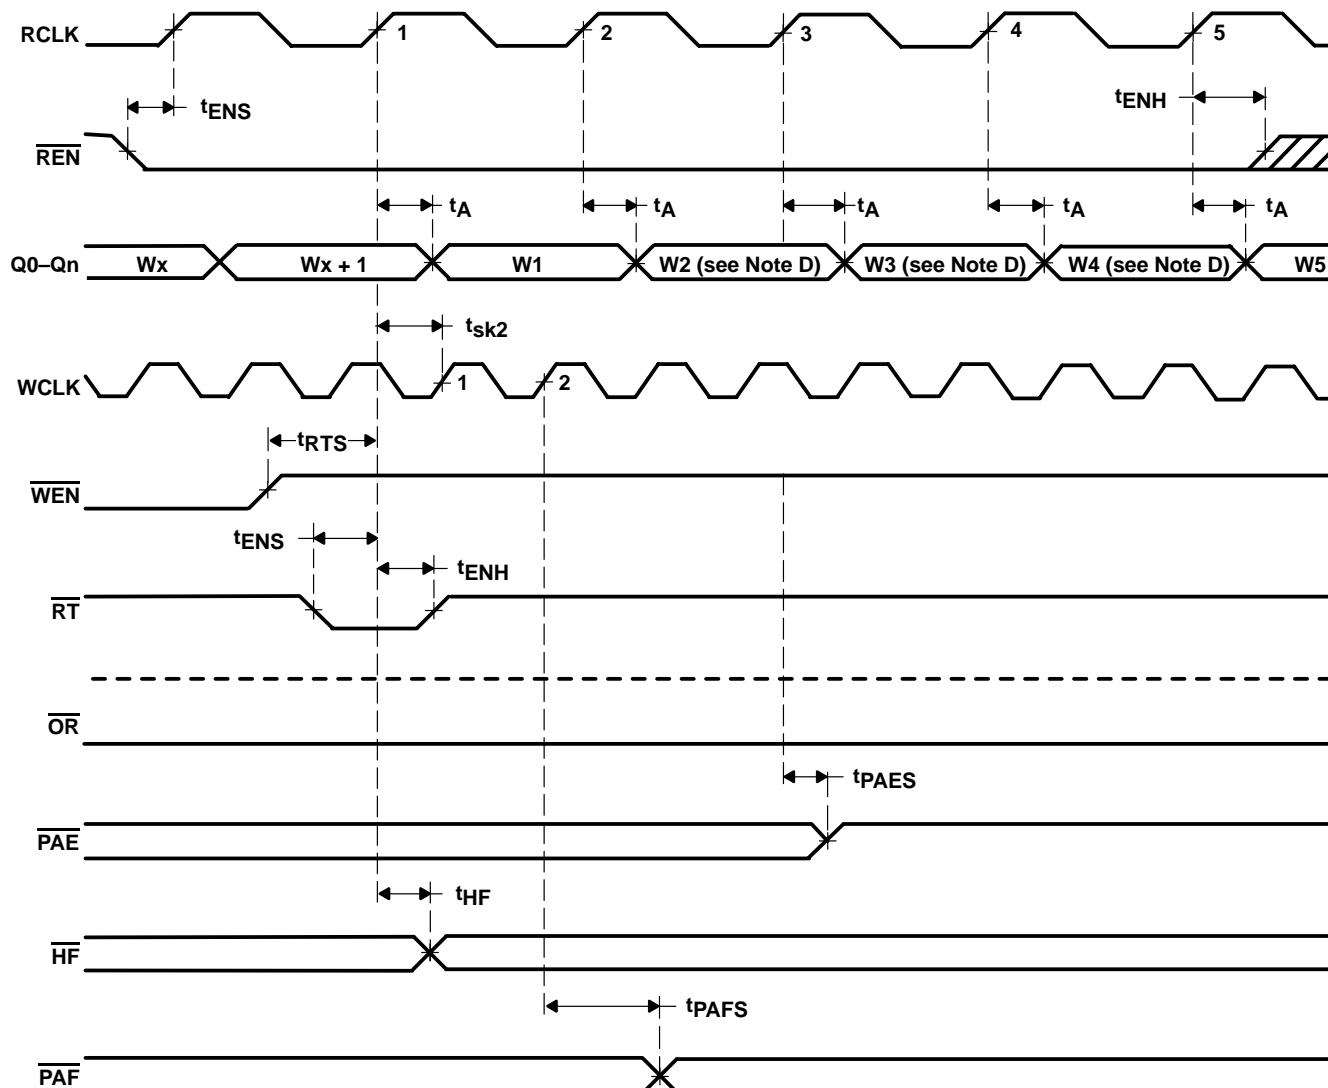 RCLK 1 2 3 4 5
tENS tENH
REN
tA tA tA tA tA
Q0–Qn Wx Wx + 1 W1 W2 (see Note D) W3 (see Note D) W4 (see Note D) W5
tsk2
WCLK 1 2
tRTS
WEN
tENS
tENH
RT
OR
tPAES
PAE
tHF
HF
tPAFS
PAF